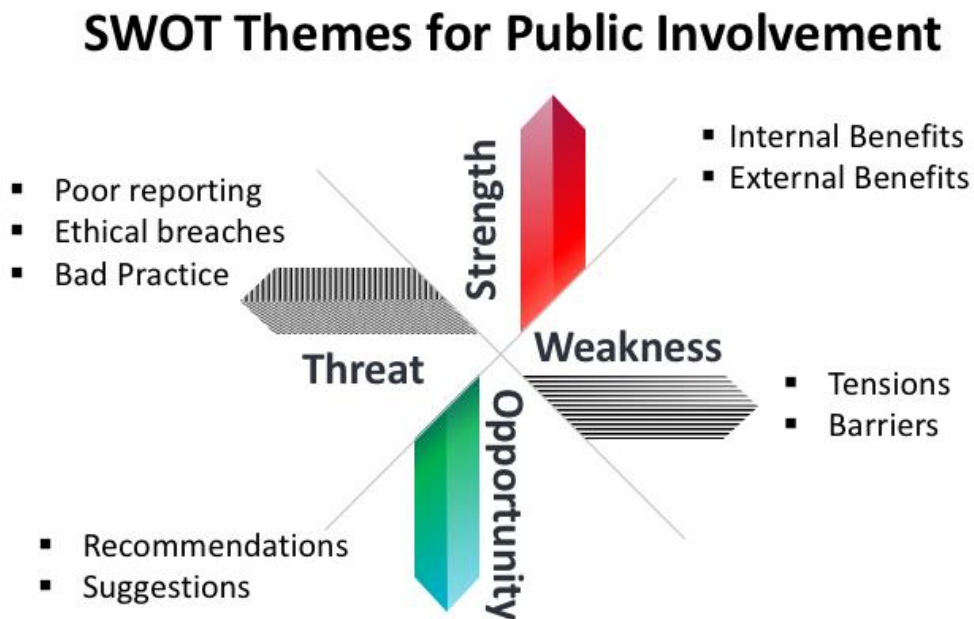 SWOT Themes for Public Involvement
Strength
▪ Internal Benefits
▪ External Benefits
▪ Poor reporting
▪ Ethical breaches
▪ Bad Practice
Threat
Weakness
▪ Tensions
▪ Barriers
Opportunity
▪ Recommendations
▪ Suggestions